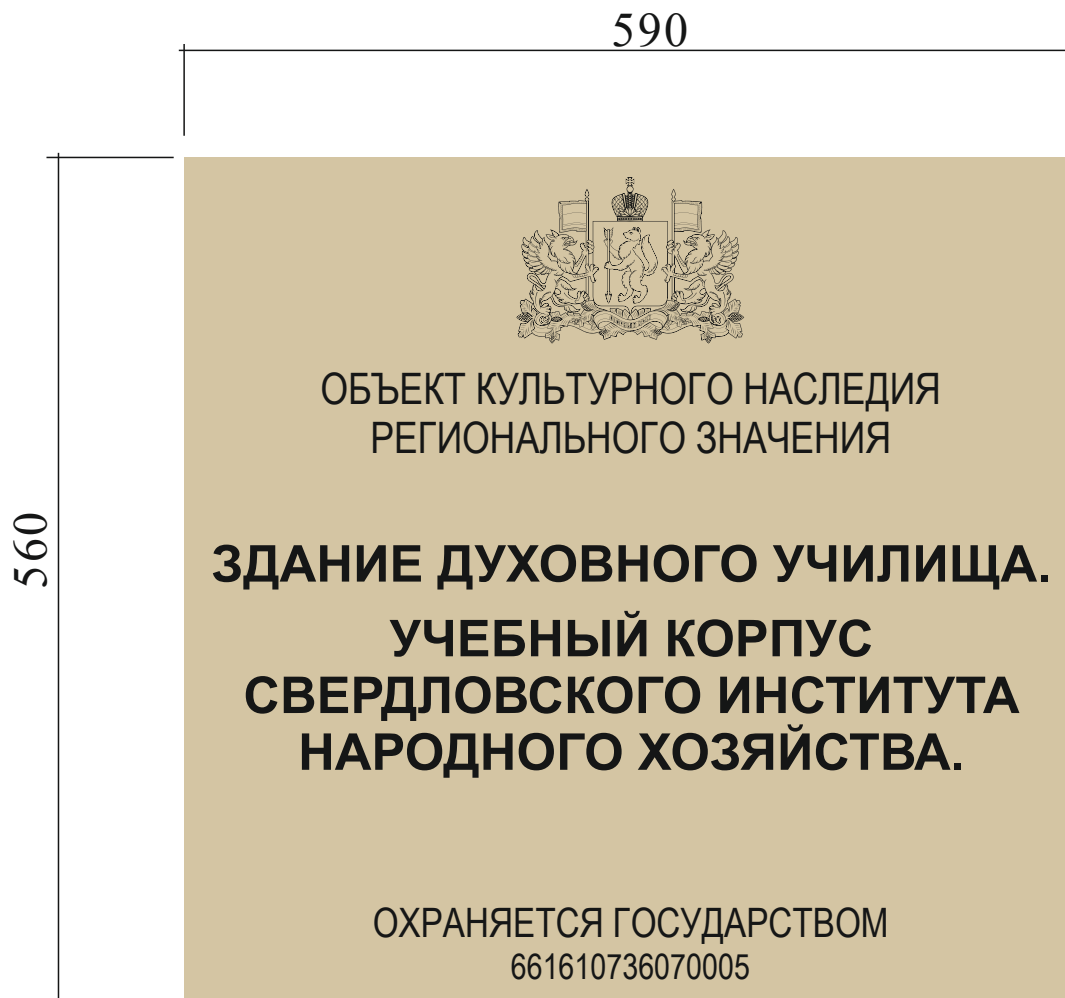 590
560
ОБЪЕКТ КУЛЬТУРНОГО НАСЛЕДИЯ
РЕГИОНАЛЬНОГО ЗНАЧЕНИЯ
ЗДАНИЕ ДУХОВНОГО УЧИЛИЩА.
УЧЕБНЫЙ КОРПУС
СВЕРДЛОВСКОГО ИНСТИТУТА
НАРОДНОГО ХОЗЯЙСТВА.
ОХРАНЯЕТСЯ ГОСУДАРСТВОМ
661610736070005